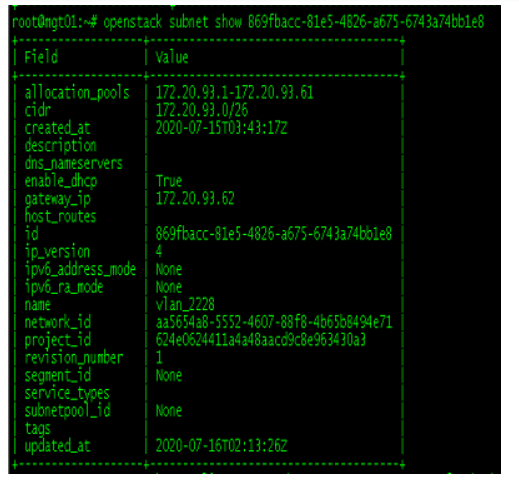 root@mgt01:~# openstack subnet show 869fbacc-81e5-4826-a675-6743a74bb1e8
+-------------------+--------------------------------------+
| Field | Value |
+-------------------+--------------------------------------+
| allocation_pools | 172.20.93.1-172.20.93.61 |
| cidr | 172.20.93.0/26 |
| created_at | 2020-07-15T03:43:17Z |
| description | |
| dns_nameservers | |
| enable_dhcp | True |
| gateway_ip | 172.20.93.62 |
| host_routes | |
| id | 869fbacc-81e5-4826-a675-6743a74bb1e8 |
| ip_version | 4 |
| ipv6_address_mode | None |
| ipv6_ra_mode | None |
| name | vlan_2228 |
| network_id | aa5654a8-5552-4607-88f8-4b65b8494e71 |
| project_id | 624e0624411a4a48aacd9c8e963430a3 |
| revision_number | 1 |
| segment_id | None |
| service_types | |
| subnetpool_id | None |
| tags | |
| updated_at | 2020-07-16T02:13:26Z |
+-------------------+--------------------------------------+